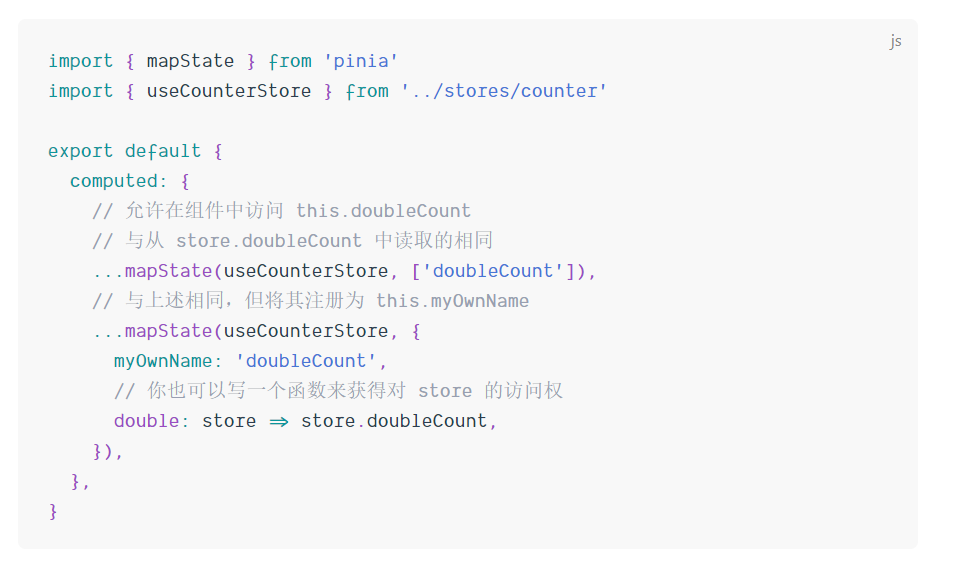 js
import { mapState } from 'pinia'
import { useCounterStore } from '../stores/counter'

export default {
  computed: {
    // 允许在组件中访问 this.doubleCount
    // 与从 store.doubleCount 中读取的相同
    ...mapState(useCounterStore, ['doubleCount']),
    // 与上述相同，但将其注册为 this.myOwnName
    ...mapState(useCounterStore, {
      myOwnName: 'doubleCount',
      // 你也可以写一个函数来获得对 store 的访问权
      double: store => store.doubleCount,
    }),
  },
}